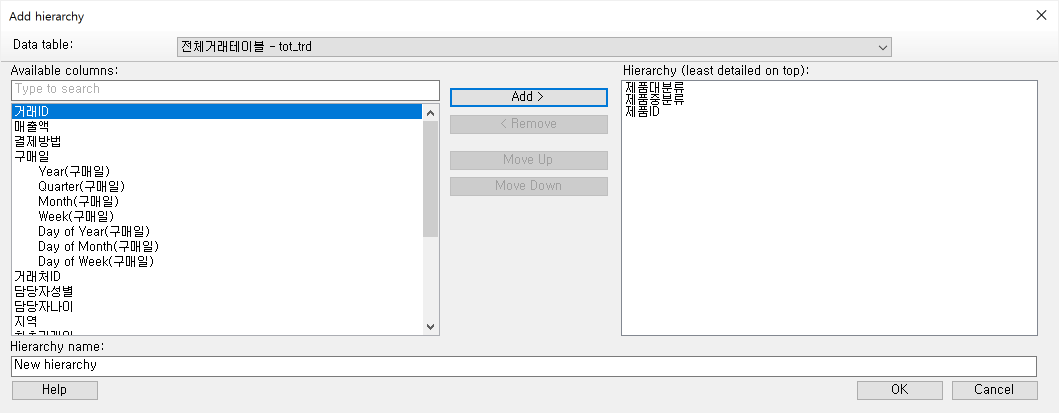 Add hierarchy
Data table:
전체거래테이블 - tot_trd
Available columns:
Type to search
거래ID
매출액
결제방법
구매일
Year(구매일)
Quarter(구매일)
Month(구매일)
Week(구매일)
Day of Year(구매일)
Day of Month(구매일)
Day of Week(구매일)
거래처ID
담당자성별
담당자나이
지역
Add >
< Remove
Move Up
Move Down
Hierarchy (least detailed on top):
제품대분류
제품중분류
제품ID
Hierarchy name:
New hierarchy
Help
OK
Cancel